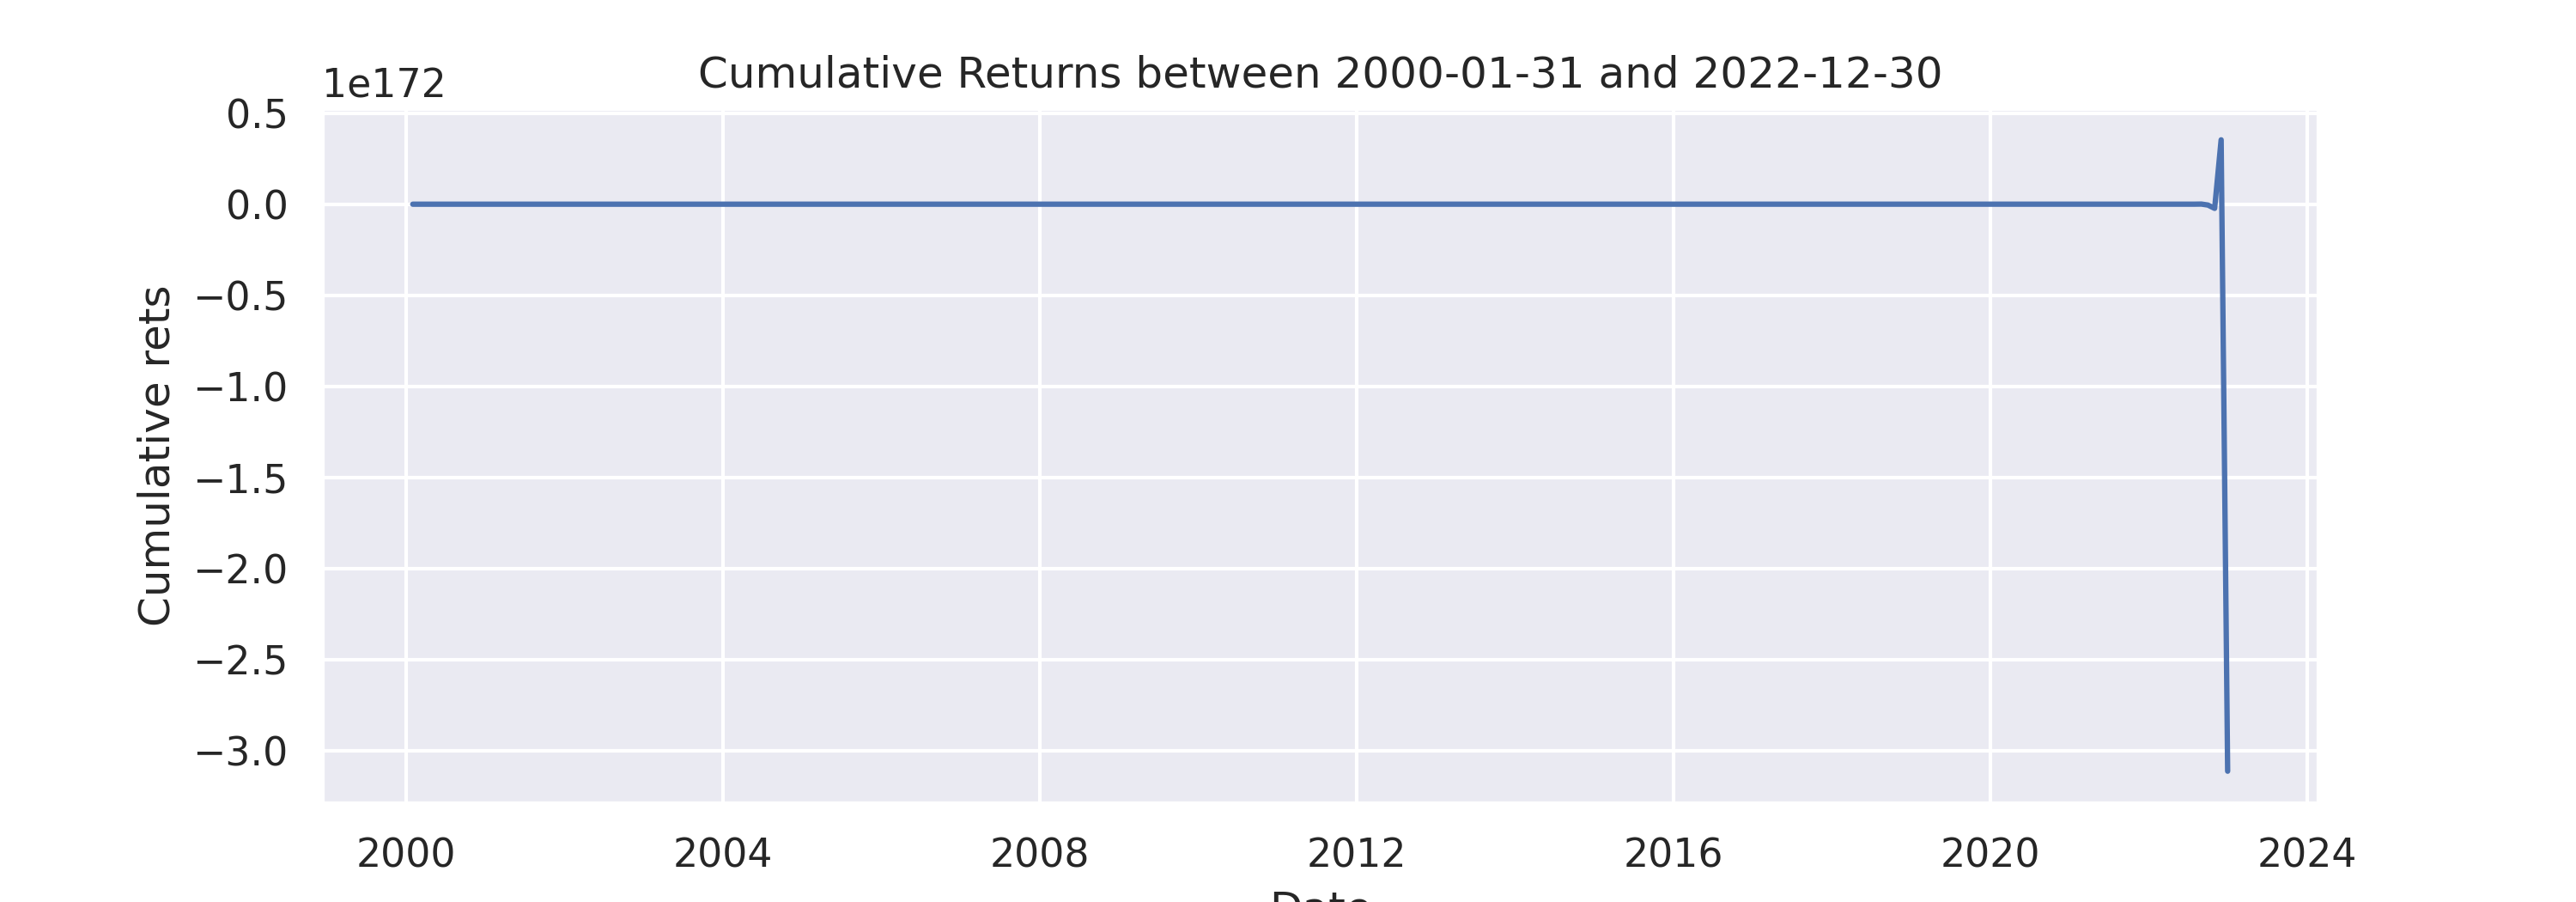 Cumulative Returns between 2000-01-31 and 2022-12-30
1e172
0.5
0.0
−0.5
−1.0
−1.5
−2.0
−2.5
−3.0
Cumulative rets
2000 2004 2008 2012 2016 2020 2024
Date